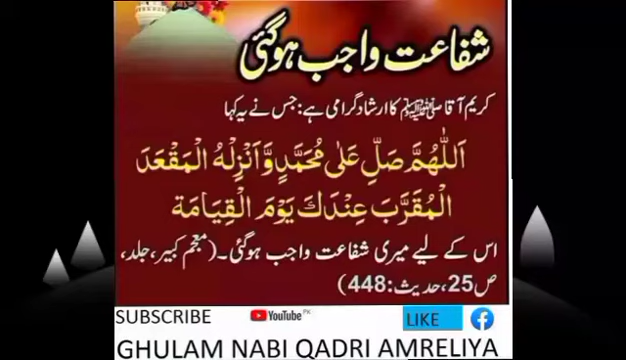 شفاعت واجب ہوگئی
کریم آقا ﷺ کا ارشاد گرامی ہے: جس نے یہ کہا
اَللّٰهُمَّ صَلِّ عَلٰى مُحَمَّدٍ وَّاَنْزِلْهُ الْمَقْعَدَ
الْمُقَرَّبَ عِنْدَكَ يَوْمَ الْقِيَامَة
اس کے لیے میری شفاعت واجب ہوگئی۔ (معجم کبیر، جلد،
ص25، حدیث: 448)
SUBSCRIBE YouTube PK LIKE
GHULAM NABI QADRI AMRELIYA